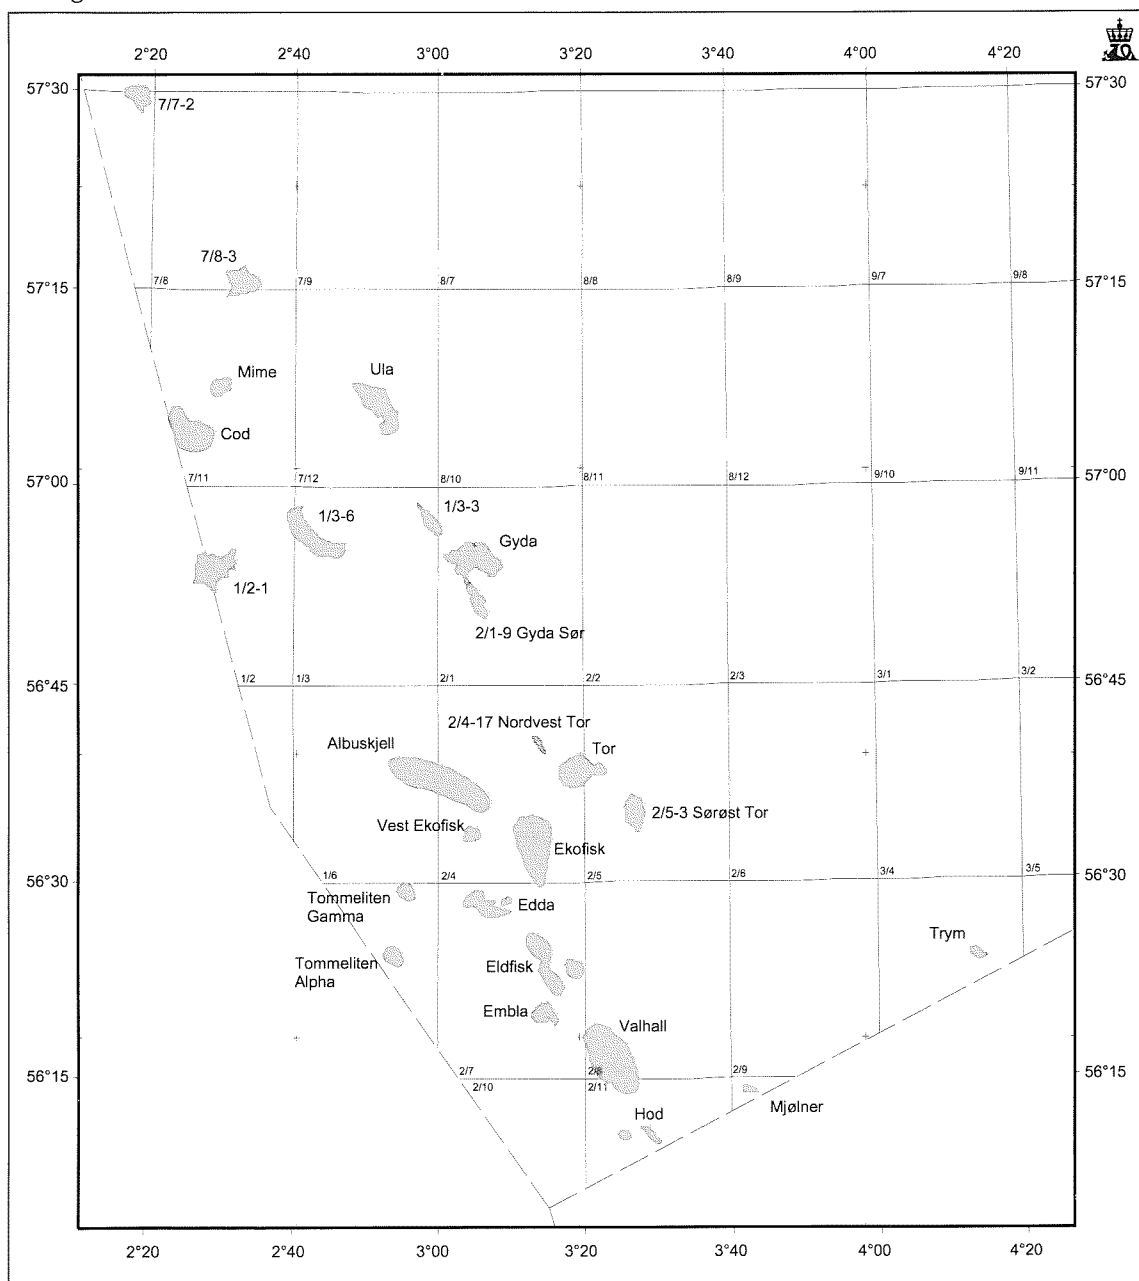 2°20 2°40 3°00 3°20 3°40 4°00 4°20
57°30 57°30
7/7-2
7/8-3
7/8 7/9 8/7 8/8 8/9 9/7 9/8
57°15 57°15
Mime Ula
Cod
7/11 7/12 8/10 8/11 8/12 9/10 9/11
57°00 57°00
1/3-6 1/3-3
Gyda
1/2-1
2/1-9 Gyda Sør
1/2 1/3 2/1 2/2 2/3 3/1 3/2
56°45 56°45
2/4-17 Nordvest Tor
Albuskjell Tor
2/5-3 Sørøst Tor
Vest Ekofisk
Ekofisk
1/6 2/4 2/5 2/6 3/4 3/5
56°30 56°30
Tommeliten
Gamma
Edda
Trym
Tommeliten
Alpha
Eldfisk
Embla
Valhall
56°15 56°15
2/7 2/8 2/9
2/10 2/11
Mjølner
Hod
2°20 2°40 3°00 3°20 3°40 4°00 4°20